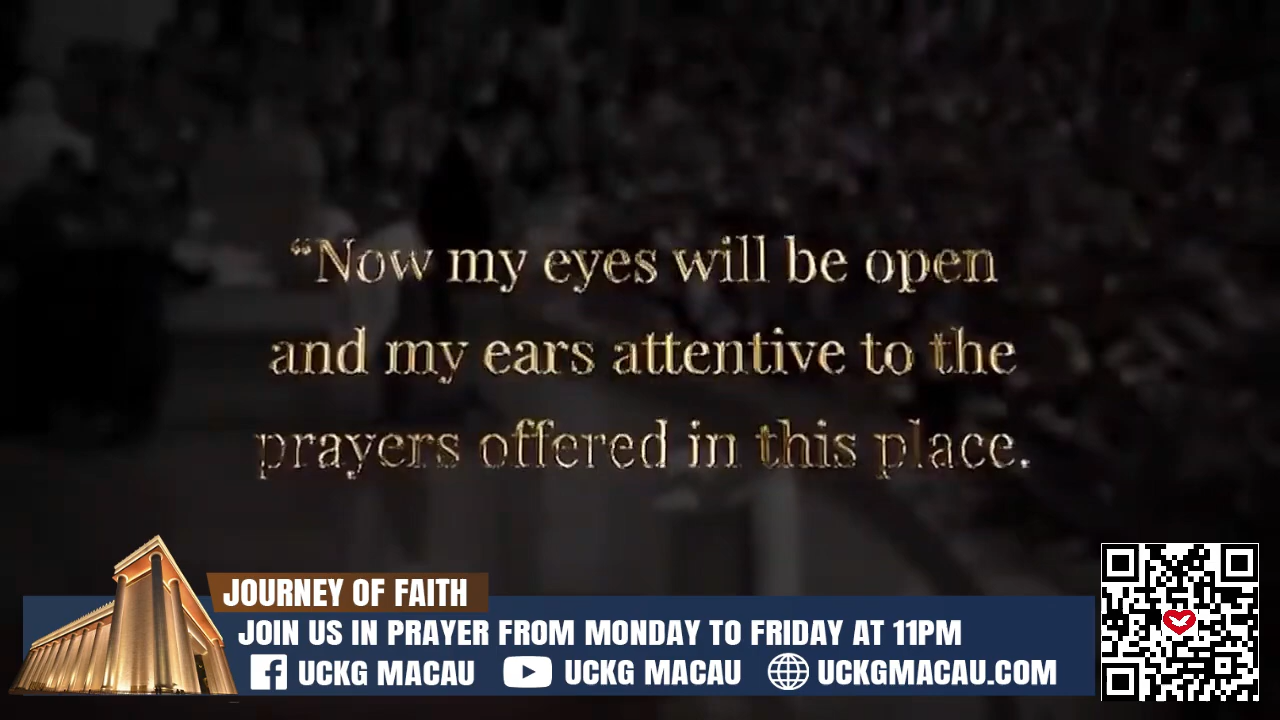 “Now my eyes will be open
and my ears attentive to the
prayers offered in this place.
JOURNEY OF FAITH
JOIN US IN PRAYER FROM MONDAY TO FRIDAY AT 11PM
UCKG MACAU UCKG MACAU UCKGMACAU.COM